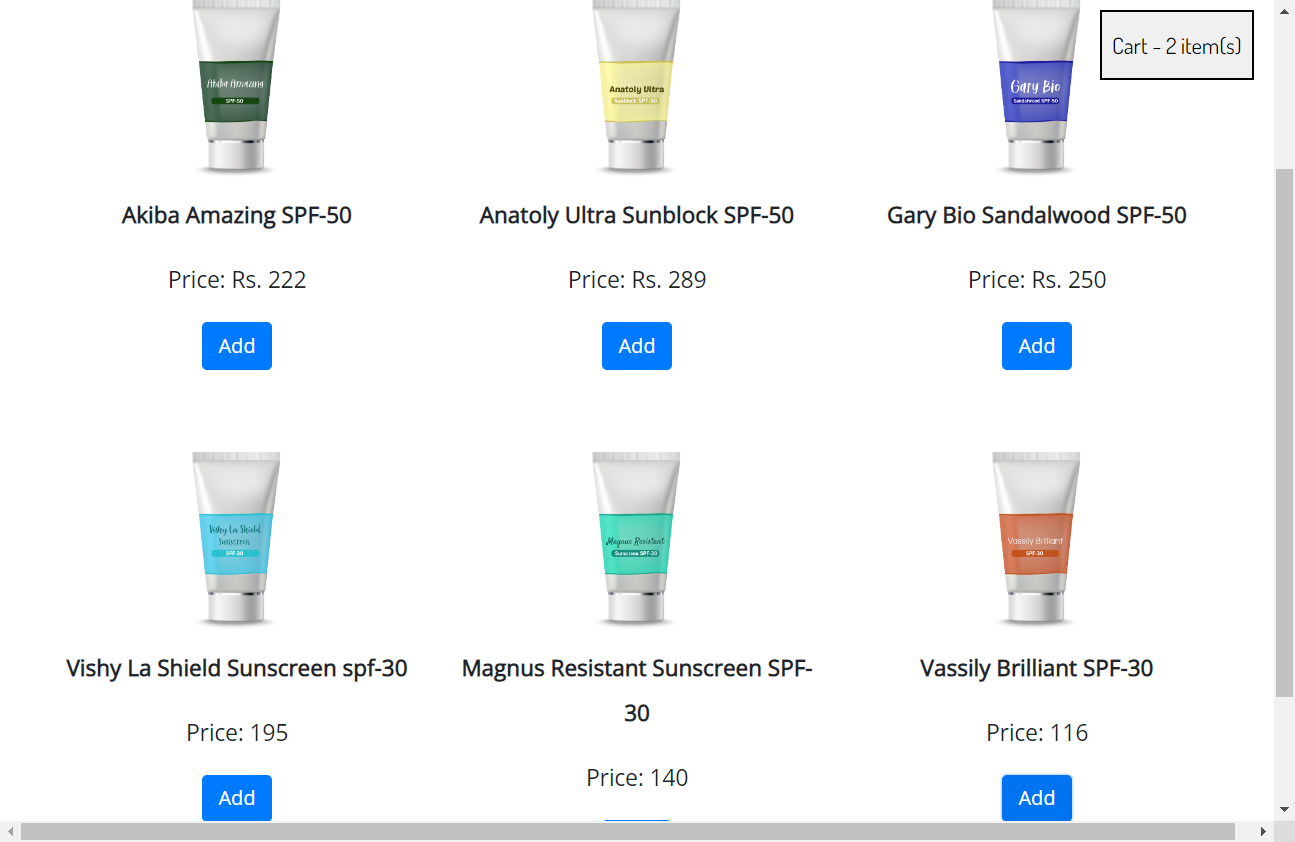 Cart - 2 item(s)
Akiba Amazing
SPF-50
Anatoly Ultra
Sunblock SPF-50
Gary Bio
Sandalwood SPF-50
Akiba Amazing SPF-50
Anatoly Ultra Sunblock SPF-50
Gary Bio Sandalwood SPF-50
Price: Rs. 222
Price: Rs. 289
Price: Rs. 250
Add
Add
Add
Vishy La Shield
Sunscreen
SPF-30
Magnus Resistant
Sunscreen SPF-30
Vassily Brilliant
SPF-30
Vishy La Shield Sunscreen spf-30
Magnus Resistant Sunscreen SPF-
30
Vassily Brilliant SPF-30
Price: 195
Price: 140
Price: 116
Add
Add